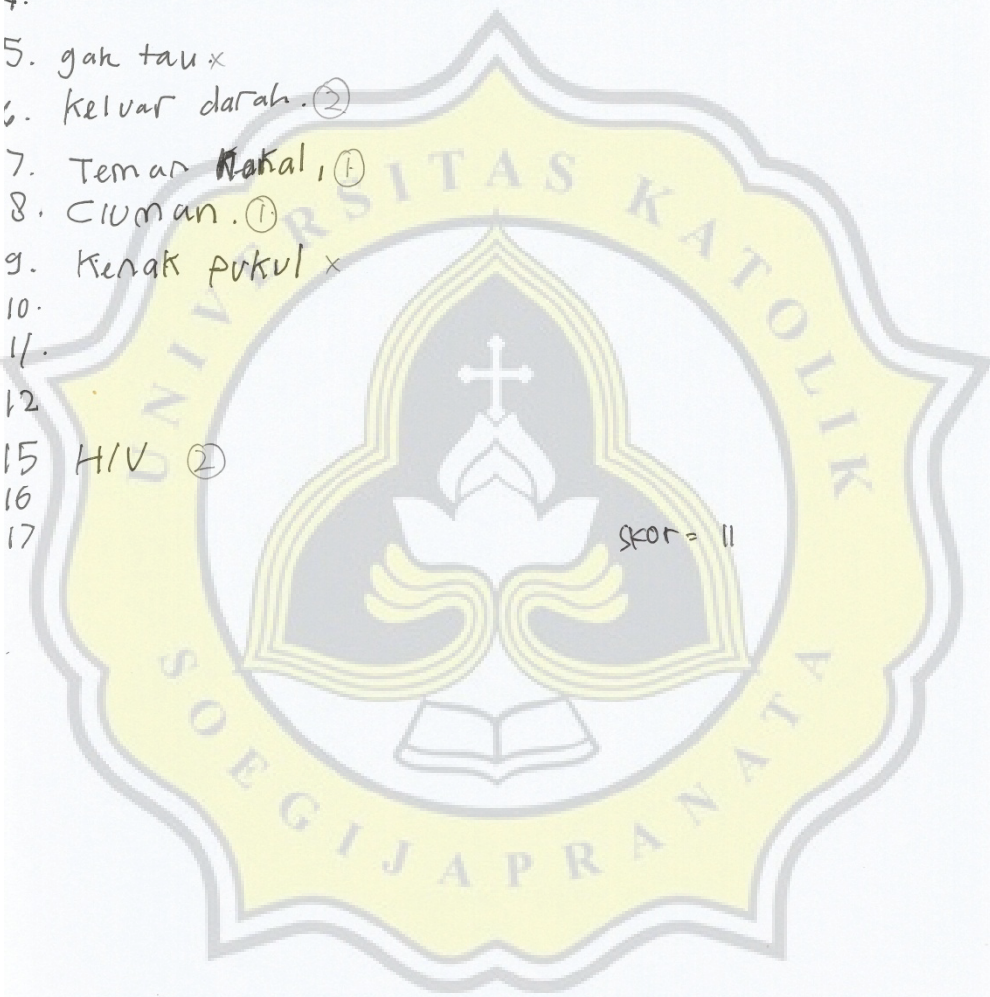 4.
5. gak tau x
6. keluar darah. ②
7. Teman Nakal, ①
8. Ciuman. ①
9. Kenak pukul x
10.
11.
12
15 HIV ②
16
17
skor = 11
UNIVERSITAS KATOLIK
SOEGIJAPRANATA